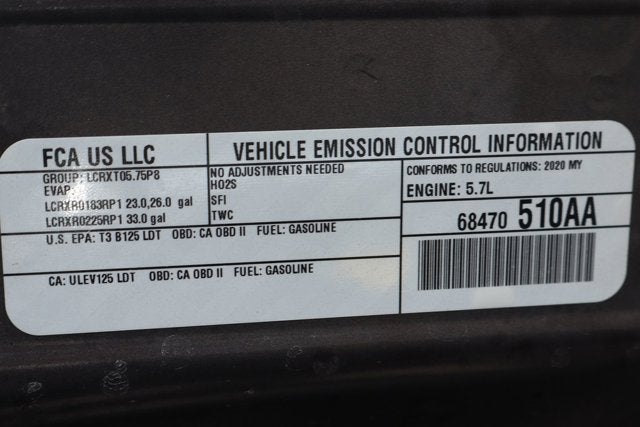 FCA US LLC
VEHICLE EMISSION CONTROL INFORMATION
GROUP: LCRXT05.75P8
EVAP:
LCRXR0183RP1 23.0,26.0 gal
LCRXR0225RP1 33.0 gal
NO ADJUSTMENTS NEEDED
HO2S
SFI
TWC
CONFORMS TO REGULATIONS: 2020 MY
ENGINE: 5.7L
U.S. EPA: T3 B125 LDT OBD: CA OBD II FUEL: GASOLINE
68470 510AA
CA: ULEV125 LDT OBD: CA OBD II FUEL: GASOLINE